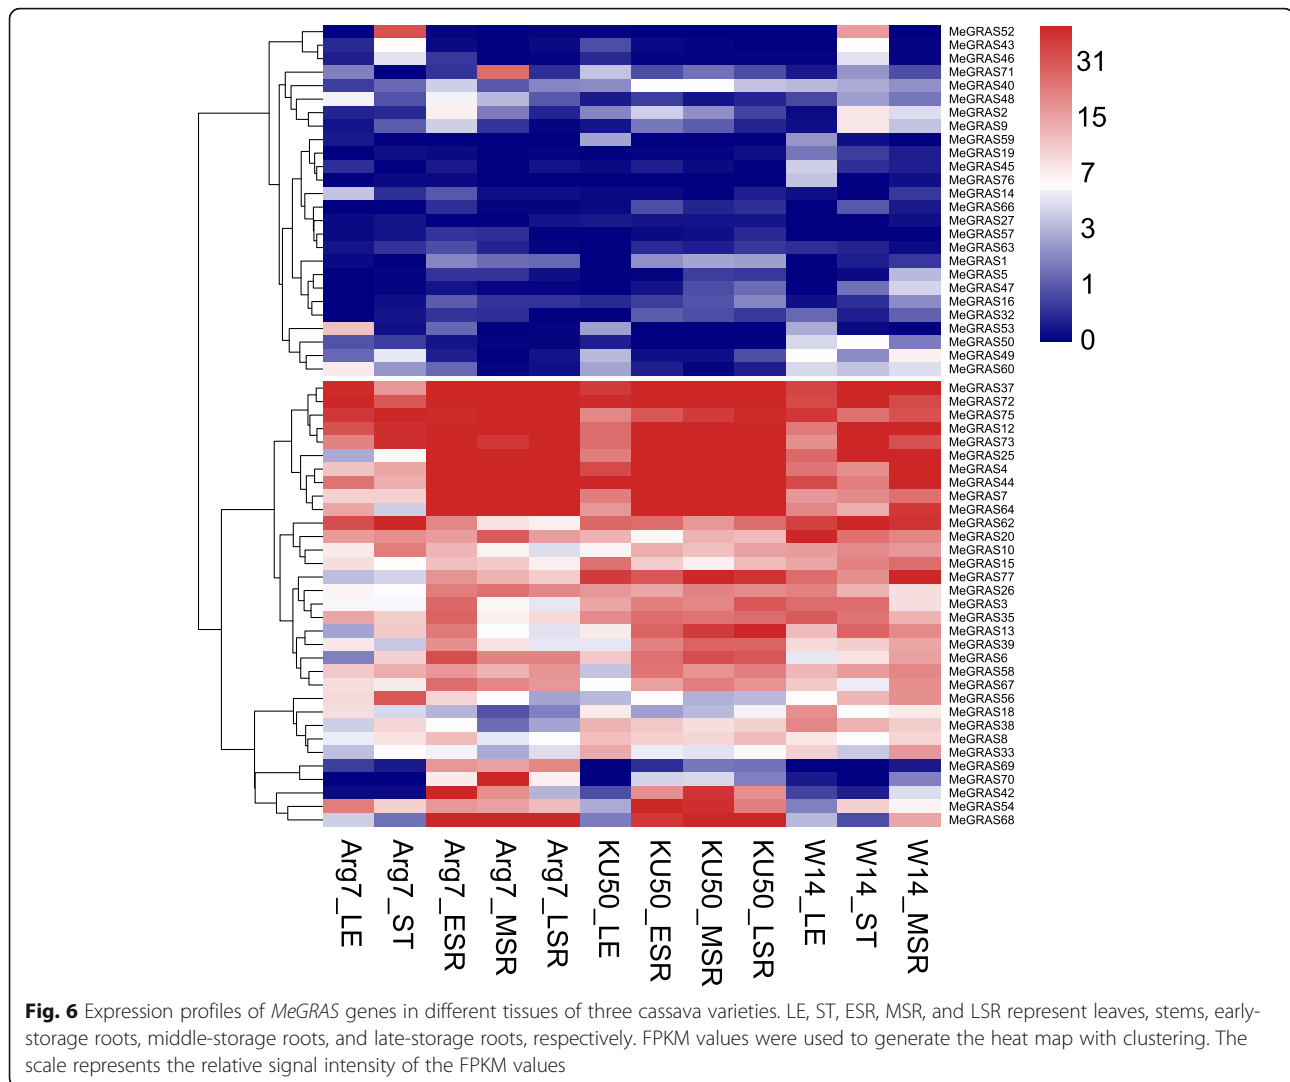 MeGRAS52
MeGRAS43
MeGRAS46
MeGRAS71
MeGRAS40
MeGRAS48
MeGRAS2
MeGRAS9
MeGRAS59
MeGRAS19
MeGRAS45
MeGRAS76
MeGRAS14
MeGRAS66
MeGRAS27
MeGRAS57
MeGRAS63
MeGRAS1
MeGRAS5
MeGRAS47
MeGRAS16
MeGRAS32
MeGRAS53
MeGRAS50
MeGRAS49
MeGRAS60
MeGRAS37
MeGRAS72
MeGRAS75
MeGRAS12
MeGRAS73
MeGRAS25
MeGRAS4
MeGRAS44
MeGRAS7
MeGRAS64
MeGRAS62
MeGRAS20
MeGRAS10
MeGRAS15
MeGRAS77
MeGRAS26
MeGRAS3
MeGRAS35
MeGRAS13
MeGRAS39
MeGRAS6
MeGRAS58
MeGRAS67
MeGRAS56
MeGRAS18
MeGRAS38
MeGRAS8
MeGRAS33
MeGRAS69
MeGRAS70
MeGRAS42
MeGRAS54
MeGRAS68
31
15
7
3
1
0
Arg7_LE
Arg7_ST
Arg7_ESR
Arg7_MSR
Arg7_LSR
KU50_LE
KU50_ESR
KU50_MSR
KU50_LSR
W14_LE
W14_ST
W14_MSR
Fig. 6 Expression profiles of MeGRAS genes in different tissues of three cassava varieties. LE, ST, ESR, MSR, and LSR represent leaves, stems, early-
storage roots, middle-storage roots, and late-storage roots, respectively. FPKM values were used to generate the heat map with clustering. The
scale represents the relative signal intensity of the FPKM values